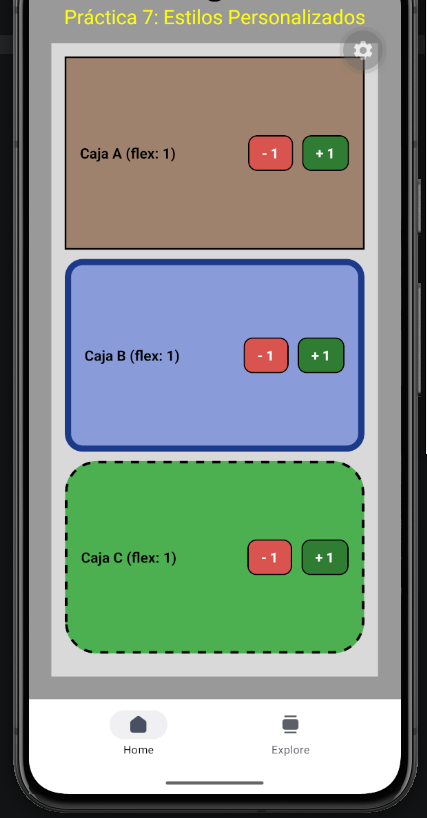 Práctica 7: Estilos Personalizados
Caja A (flex: 1)
- 1
+ 1
Caja B (flex: 1)
- 1
+ 1
Caja C (flex: 1)
- 1
+ 1
Home
Explore